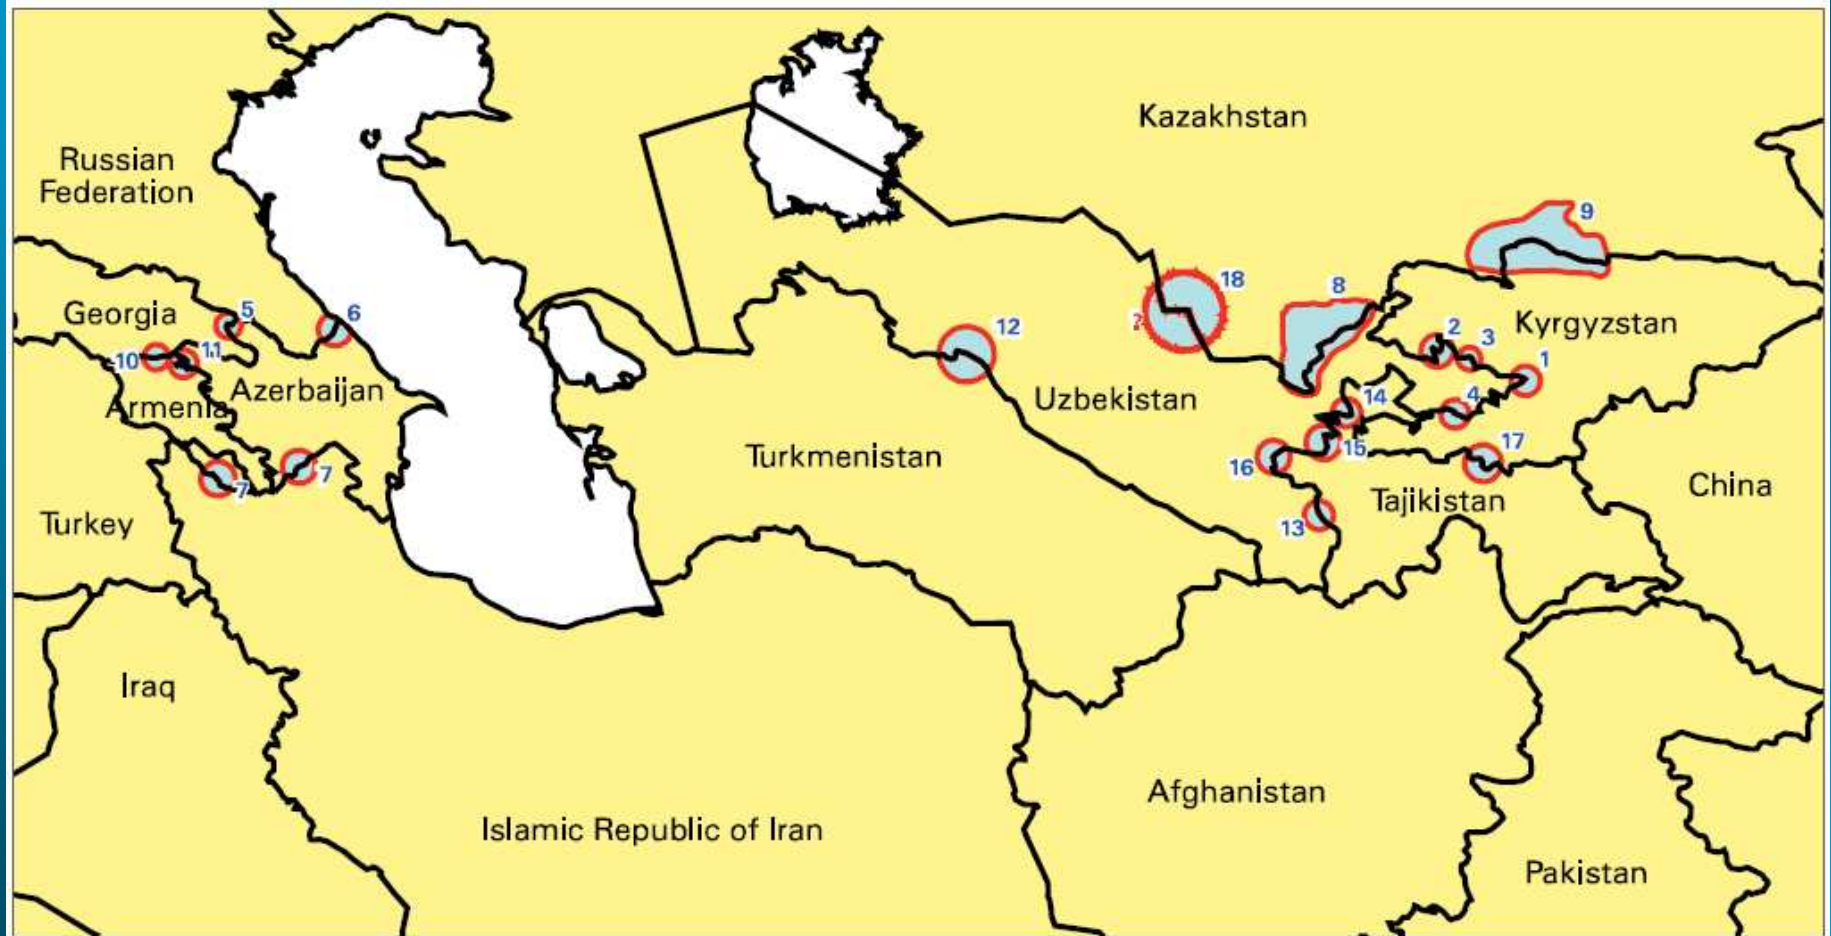 Kazakhstan
Russian
Federation
9
18
8
Georgia
5
6
?
12
2
3
Kyrgyzstan
10
11
1
Azerbaijan
Armenia
Uzbekistan
14
4
15
17
Turkmenistan
16
7
7
China
Tajikistan
Turkey
13
Iraq
Afghanistan
Islamic Republic of Iran
Pakistan